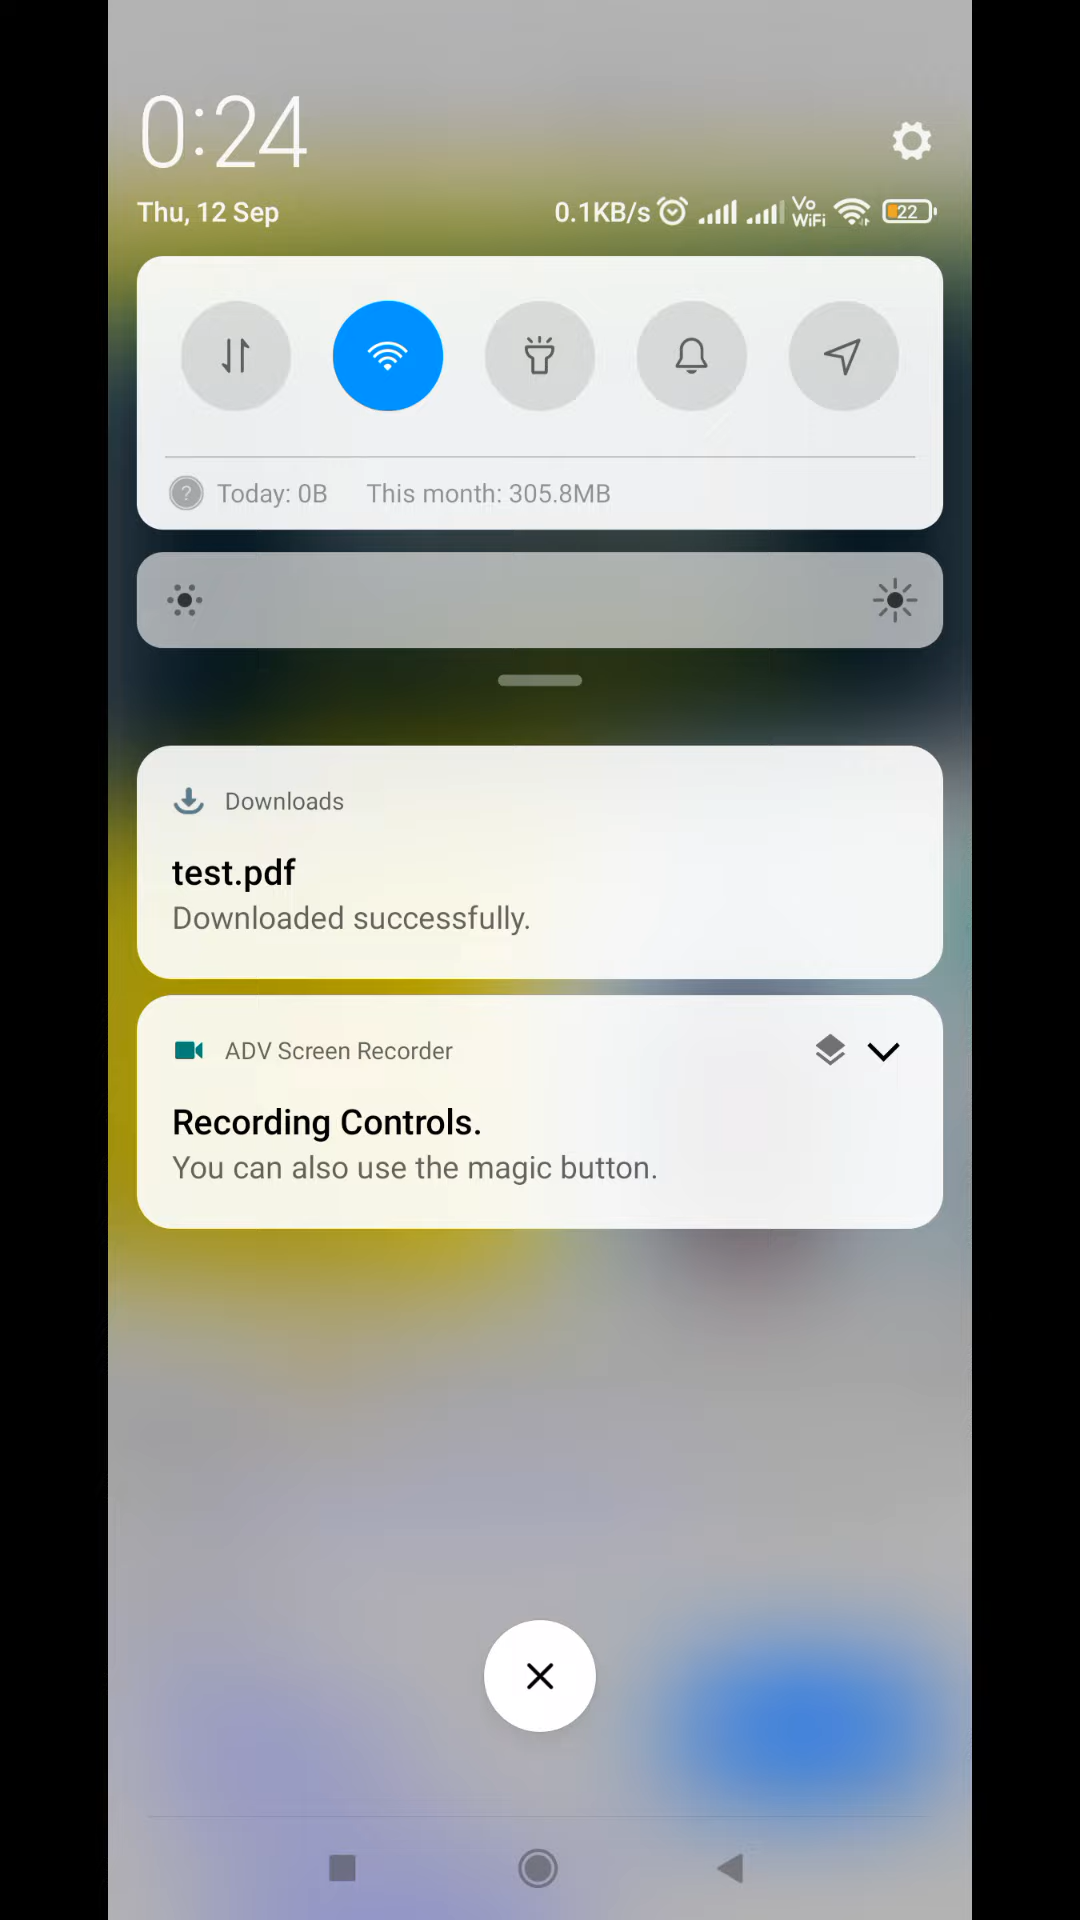 0:24
Thu, 12 Sep
0.1KB/s Vo WiFi 22
? Today: 0B This month: 305.8MB
Downloads
test.pdf
Downloaded successfully.
ADV Screen Recorder
Recording Controls.
You can also use the magic button.